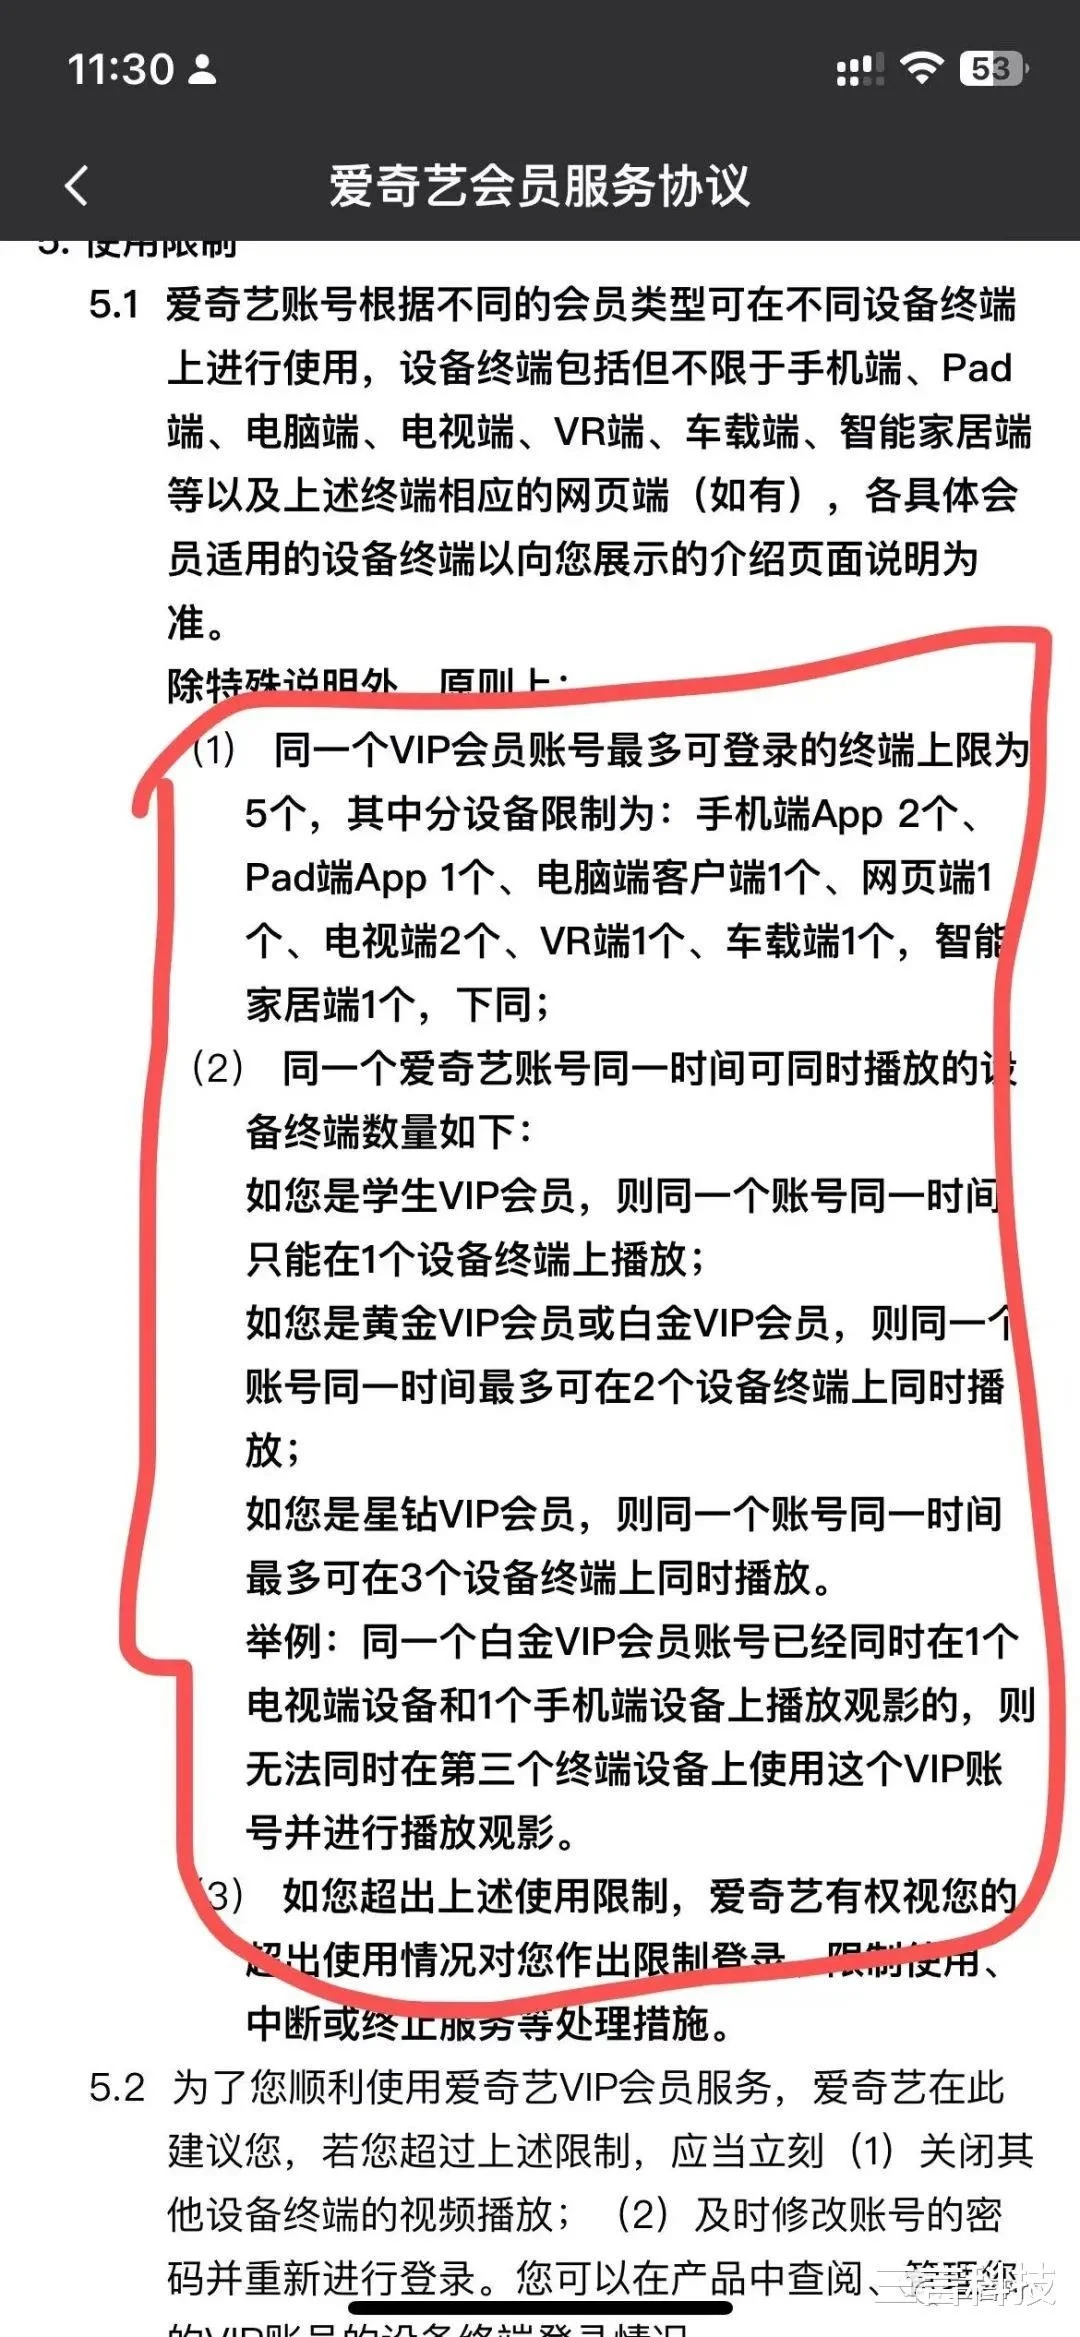 11:30
53
爱奇艺会员服务协议
5. 使用限制
5.1 爱奇艺账号根据不同的会员类型可在不同设备终端
上进行使用，设备终端包括但不限于手机端、Pad
端、电脑端、电视端、VR端、车载端、智能家居端
等以及上述终端相应的网页端（如有），各具体会
员适用的设备终端以向您展示的介绍页面说明为
准。
除特殊说明外，原则上：
（1） 同一个VIP会员账号最多可登录的终端上限为
5个，其中分设备限制为：手机端App 2个、
Pad端App 1个、电脑端客户端1个、网页端1
个、电视端2个、VR端1个、车载端1个，智能
家居端1个，下同；
（2） 同一个爱奇艺账号同一时间可同时播放的设
备终端数量如下：
如您是学生VIP会员，则同一个账号同一时间
只能在1个设备终端上播放；
如您是黄金VIP会员或白金VIP会员，则同一个
账号同一时间最多可在2个设备终端上同时播
放；
如您是星钻VIP会员，则同一个账号同一时间
最多可在3个设备终端上同时播放。
举例：同一个白金VIP会员账号已经同时在1个
电视端设备和1个手机端设备上播放观影的，则
无法同时在第三个终端设备上使用这个VIP账
号并进行播放观影。
（3） 如您超出上述使用限制，爱奇艺有权视您的
超出使用情况对您作出限制登录、限制使用、
中断或终止服务等处理措施。
5.2 为了您顺利使用爱奇艺VIP会员服务，爱奇艺在此
建议您，若您超过上述限制，应当立刻（1）关闭其
他设备终端的视频播放；（2）及时修改账号的密
码并重新进行登录。您可以在产品中查阅、管理您
的VIP账号的设备终端登录情况